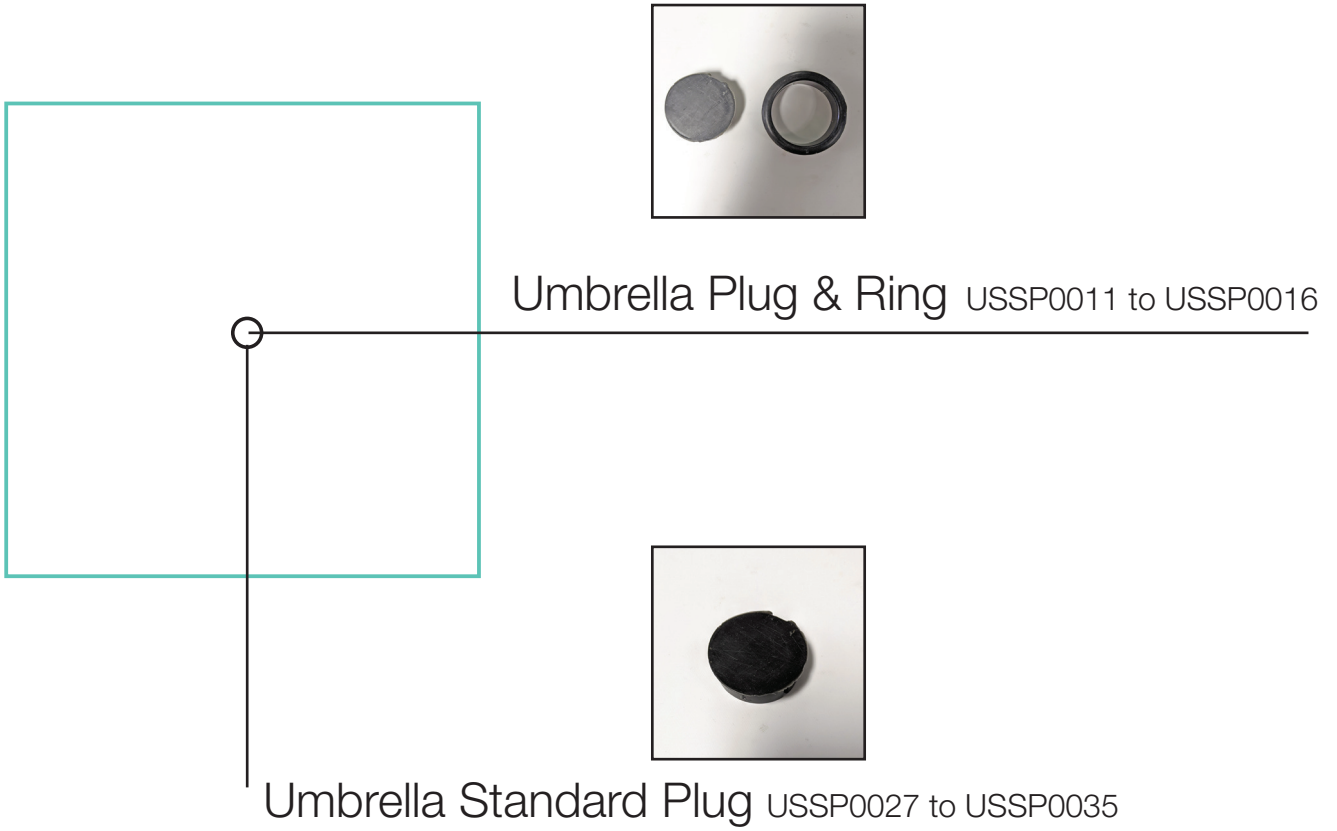 Umbrella Plug & Ring USSP0011 to USSP0016
Umbrella Standard Plug USSP0027 to USSP0035